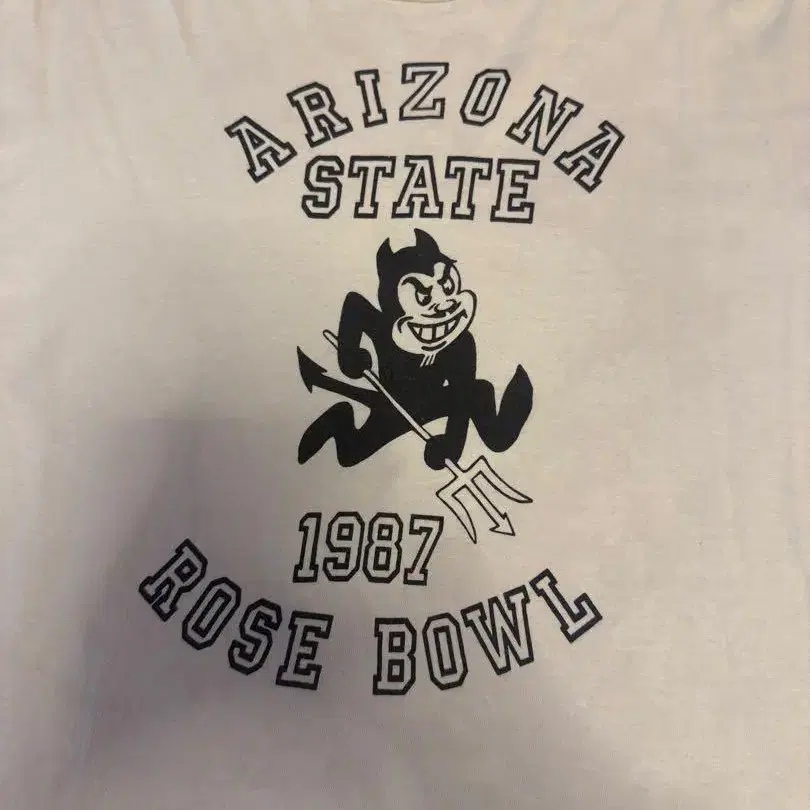 ARIZONA
STATE
1987
ROSE BOWL